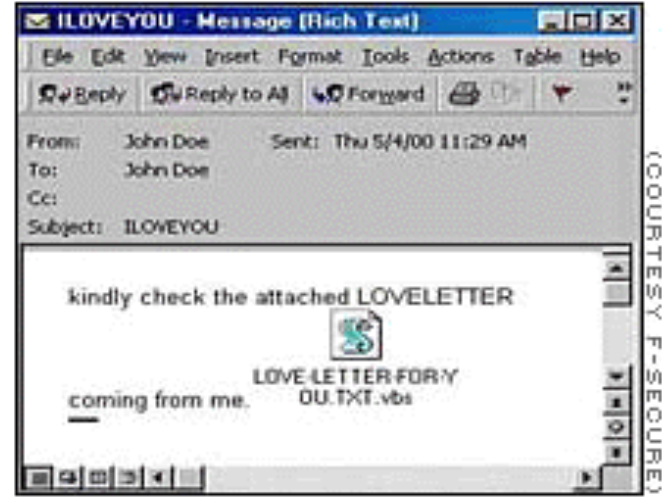 ILOVEYOU - Message (Rich Text)
File Edit View Insert Format Tools Actions Table Help
Reply Reply to All Forward
From: John Doe Sent: Thu 5/4/00 11:29 AM
To: John Doe
Cc:
Subject: ILOVEYOU
kindly check the attached LOVELETTER
LOVE-LETTER-FOR-Y
OU.TXT.vbs
coming from me.
(COURTESY F-SECURE)